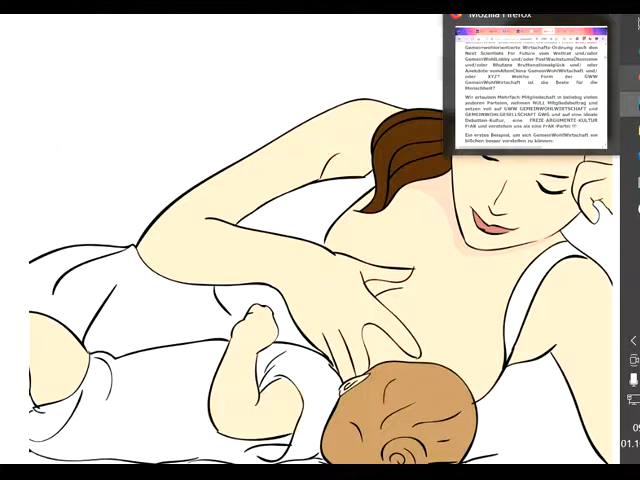 Mozilla Firefox
Gemeinwohlorientierte Wirtschafts-Ordnung nach den
Next Scientists For Future vom Weltrat und/oder
GemeinWohlLobby und/oder PostWachstumsÖkonomie
und/oder Bhutans Bruttonationalglück und/ oder
Anekdote vomAltenChina GemeinWohlWirtschaft und/
oder XYZ? Welche Form der GWW
GemeinWohlWirtschaft ist die Beste für die
Menschheit?
Wir erlauben Mehrfach-Mitgliedschaft in beliebig vielen
anderen Parteien, nehmen NULL Mitgliedsbeitrag und
setzen voll auf GWW GEMEINWOHLWIRTSCHAFT und
GEMEINWOHLGESELLSCHAFT GWG und auf eine ideale
Debatten-Kultur, eine FREIE-ARGUMENTE-KULTUR
FrAK und verstehen uns als eine FrAK-Partei !!!
Ein erstes Beispiel, um sich GemeinWohlWirtschaft ein
bißchen besser vorstellen zu können: